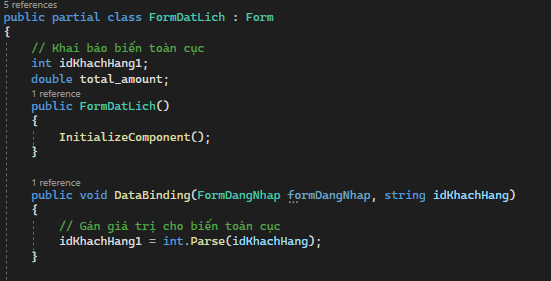 5 references
public partial class FormDatLich : Form
{
// Khai báo biến toàn cục
int idKhachHang1;
double total_amount;
1 reference
public FormDatLich()
{
InitializeComponent();
}
1 reference
public void DataBinding(FormDangNhap formDangNhap, string idKhachHang)
{
// Gán giá trị cho biến toàn cục
idKhachHang1 = int.Parse(idKhachHang);
}